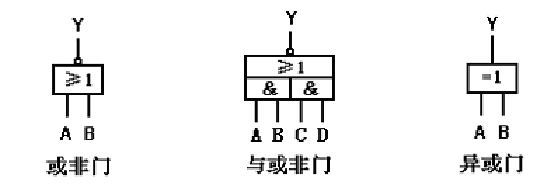 Y Y Y
≥1 ≥1 =1
& &
A B A B C D A B
或非门 与或非门 异或门